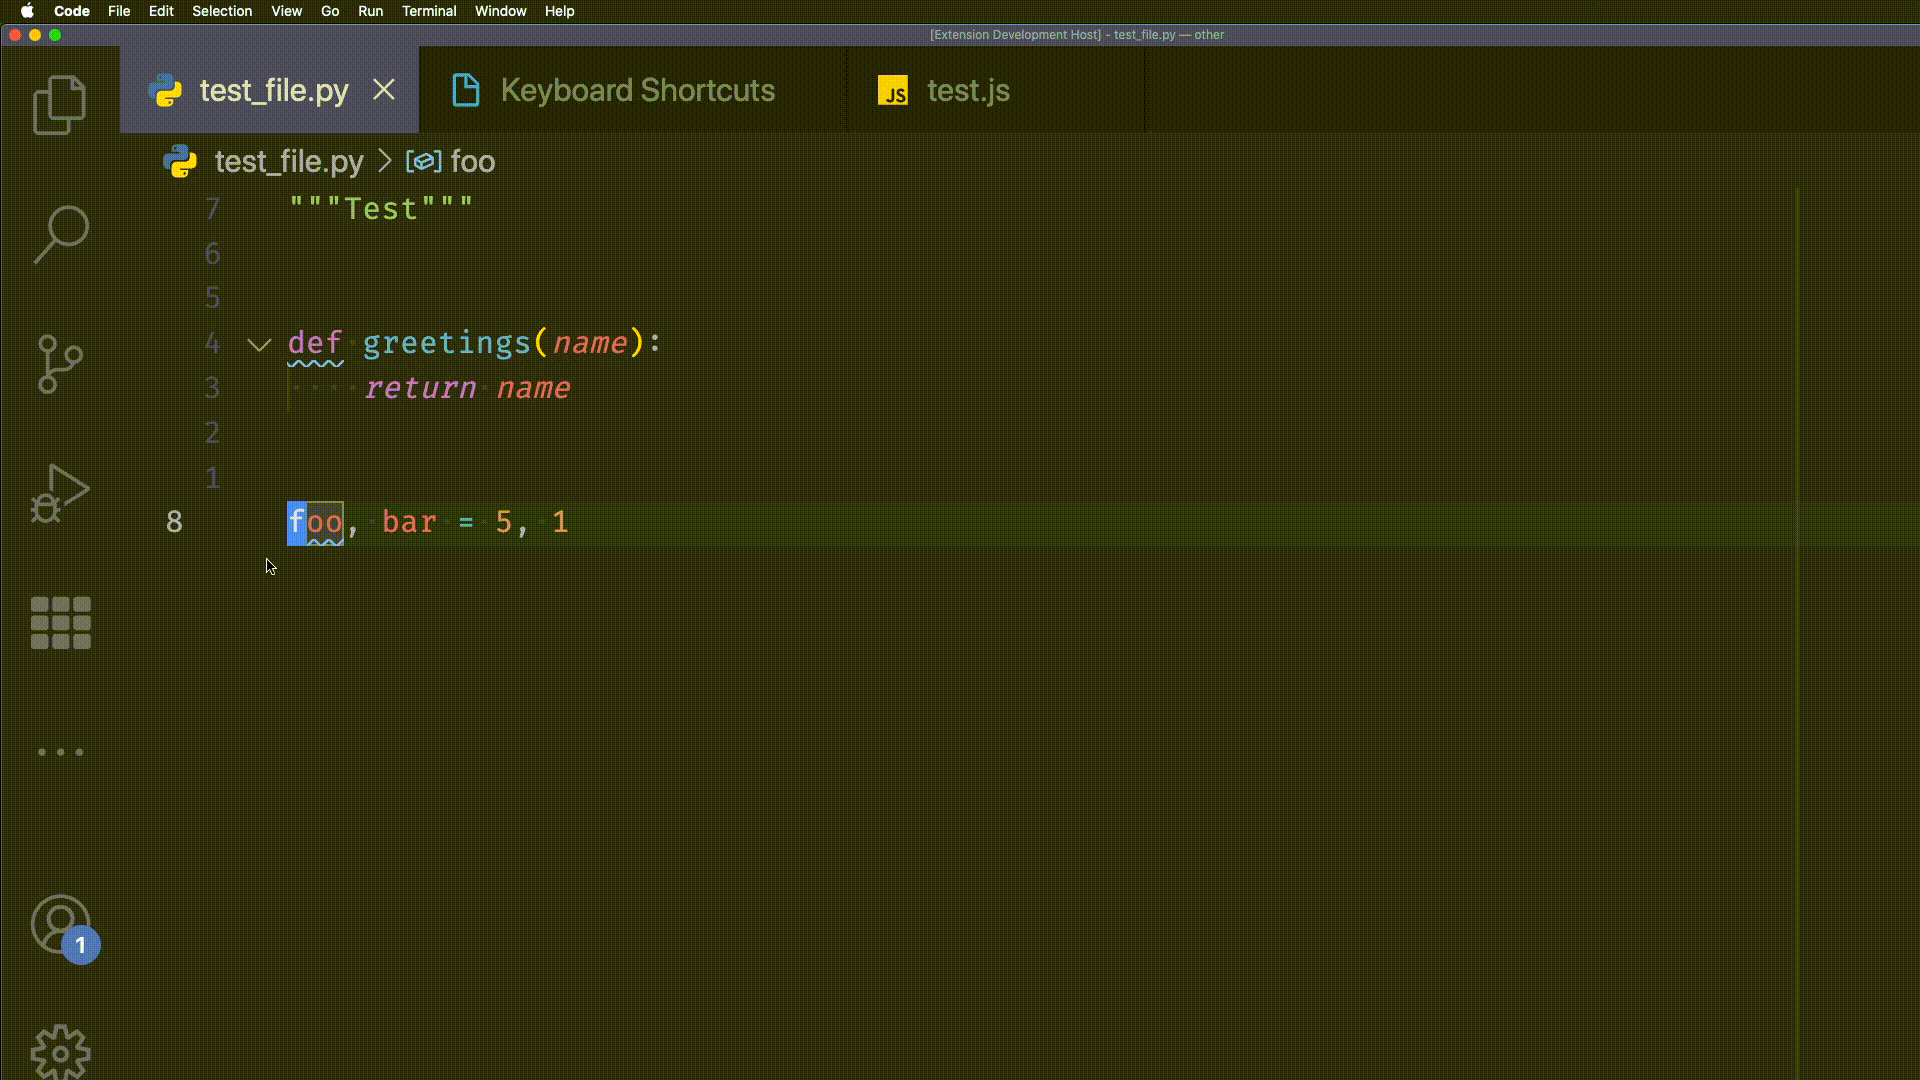 Code File Edit Selection View Go Run Terminal Window Help
[Extension Development Host] - test_file.py — other
test_file.py Keyboard Shortcuts JS test.js
test_file.py > foo
7 """Test"""
6
5
4 def greetings(name):
3 return name
2
1
8 foo, bar = 5, 1
1